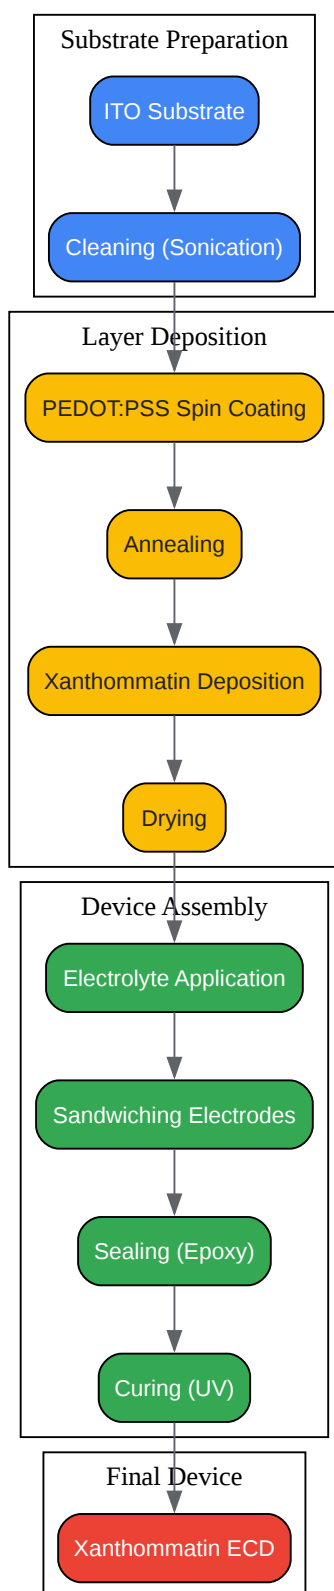 Substrate Preparation
ITO Substrate
Cleaning (Sonication)
Layer Deposition
PEDOT:PSS Spin Coating
Annealing
Xanthommatin Deposition
Drying
Device Assembly
Electrolyte Application
Sandwiching Electrodes
Sealing (Epoxy)
Curing (UV)
Final Device
Xanthommatin ECD